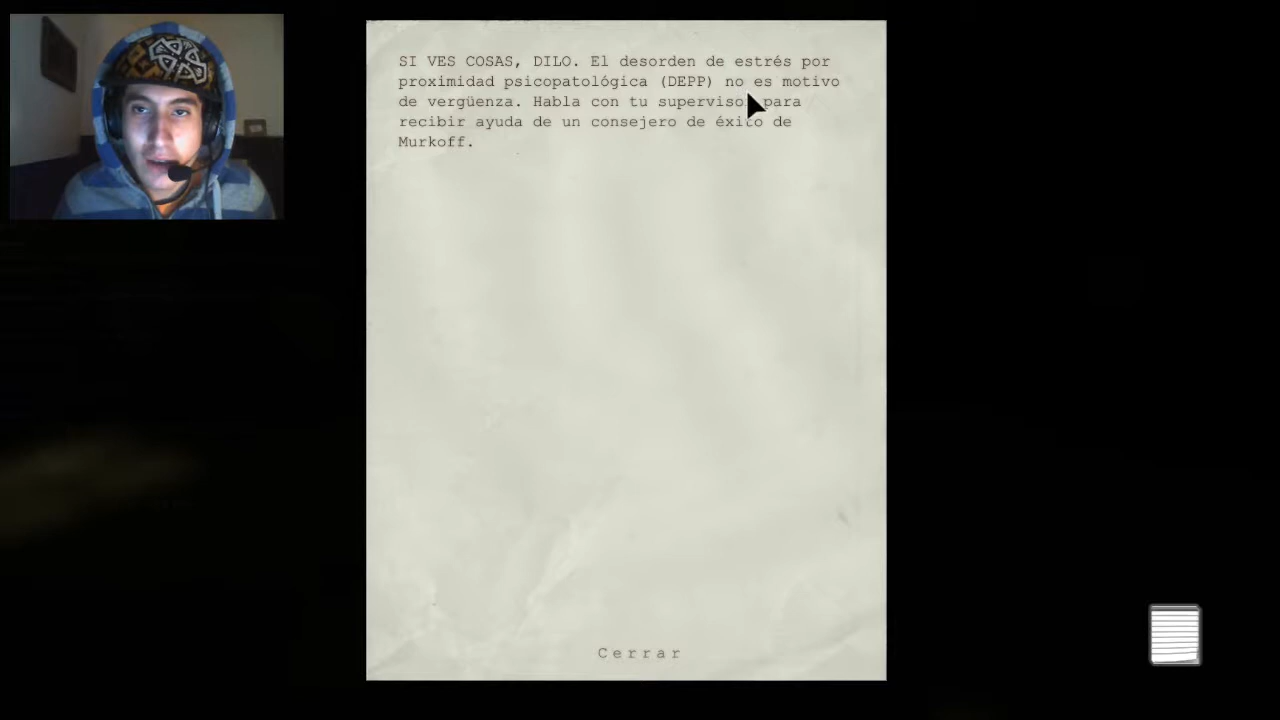 SI VES COSAS, DILO. El desorden de estrés por
proximidad psicopatológica (DEPP) no es motivo
de vergüenza. Habla con tu supervisor para
recibir ayuda de un consejero de éxito de
Murkoff.
Cerrar